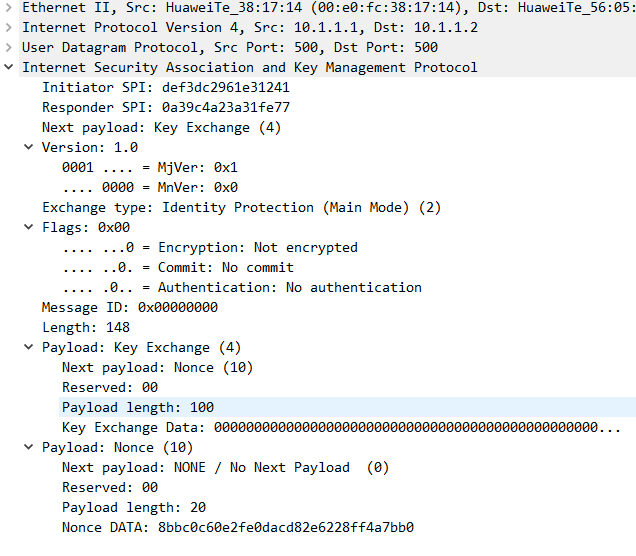 Ethernet II, Src: HuaweiTe_38:17:14 (00:e0:fc:38:17:14), Dst: HuaweiTe_56:05:
Internet Protocol Version 4, Src: 10.1.1.1, Dst: 10.1.1.2
User Datagram Protocol, Src Port: 500, Dst Port: 500
Internet Security Association and Key Management Protocol
Initiator SPI: def3dc2961e31241
Responder SPI: 0a39c4a23a31fe77
Next payload: Key Exchange (4)
Version: 1.0
0001 .... = MjVer: 0x1
.... 0000 = MnVer: 0x0
Exchange type: Identity Protection (Main Mode) (2)
Flags: 0x00
.... ...0 = Encryption: Not encrypted
.... ..0. = Commit: No commit
.... .0.. = Authentication: No authentication
Message ID: 0x00000000
Length: 148
Payload: Key Exchange (4)
Next payload: Nonce (10)
Reserved: 00
Payload length: 100
Key Exchange Data: 000000000000000000000000000000000000000000000000...
Payload: Nonce (10)
Next payload: NONE / No Next Payload  (0)
Reserved: 00
Payload length: 20
Nonce DATA: 8bbc0c60e2fe0dacd82e6228ff4a7bb0